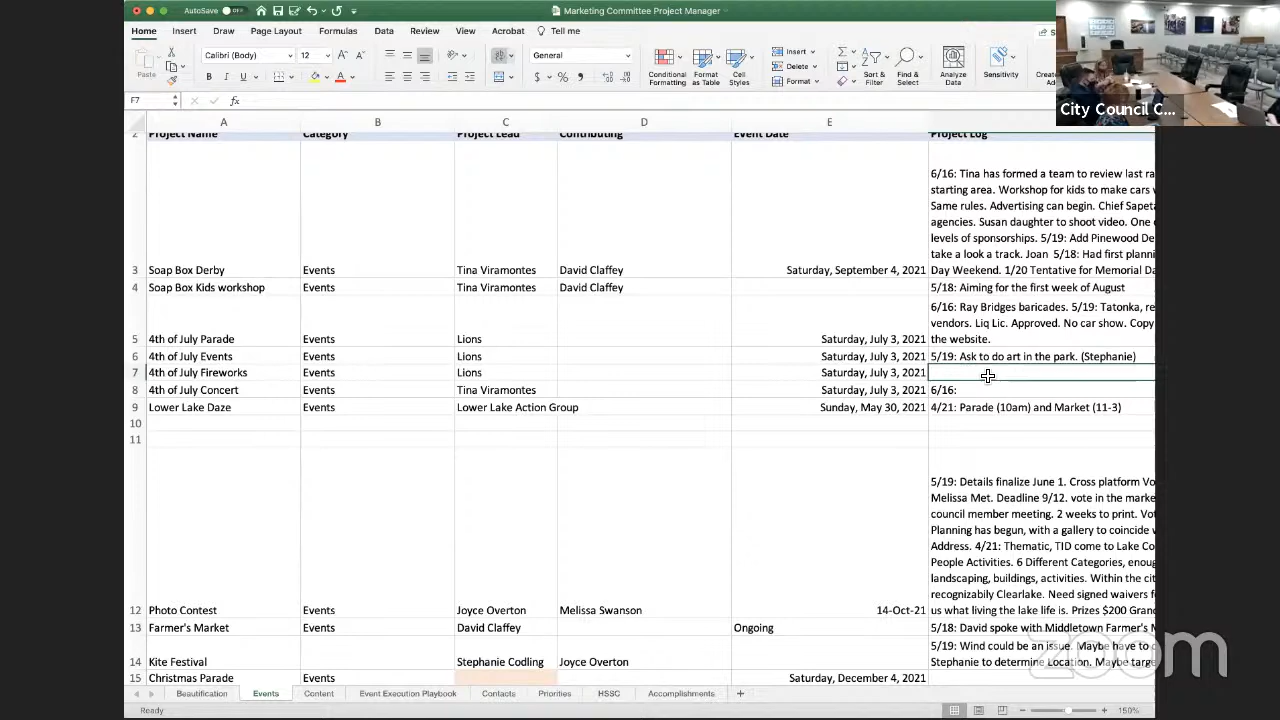 AutoSave OFF
Marketing Committee Project Manager
Home Insert Draw Page Layout Formulas Data Review View Acrobat Tell me
Paste
Calibri (Body) 12
B I U
General
$ % 9
Conditional Formatting
Format as Table
Cell Styles
Insert
Delete
Format
Sort & Filter
Find & Select
Analyze Data
Sensitivity
City Council C...
F7 fx
A B C D E
2 Project Name Category Project Lead Contributing Event Date Project Log
6/16: Tina has formed a team to review last ra
starting area. Workshop for kids to make cars
Same rules. Advertising can begin. Chief Sapeta
agencies. Susan daughter to shoot video. One
levels of sponsorships. 5/19: Add Pinewood De
take a look a track. Joan 5/18: Had first planni
3 Soap Box Derby Events Tina Viramontes David Claffey Saturday, September 4, 2021 Day Weekend. 1/20 Tentative for Memorial Da
4 Soap Box Kids workshop Events Tina Viramontes David Claffey 5/18: Aiming for the first week of August
6/16: Ray Bridges baricades. 5/19: Tatonka, re
vendors. Liq Lic. Approved. No car show. Copy
5 4th of July Parade Events Lions Saturday, July 3, 2021 the website.
6 4th of July Events Events Lions Saturday, July 3, 2021 5/19: Ask to do art in the park. (Stephanie)
7 4th of July Fireworks Events Lions Saturday, July 3, 2021
8 4th of July Concert Events Tina Viramontes Saturday, July 3, 2021 6/16:
9 Lower Lake Daze Events Lower Lake Action Group Sunday, May 30, 2021 4/21: Parade (10am) and Market (11-3)
10
11
5/19: Details finalize June 1. Cross platform Vo
Melissa Met. Deadline 9/12. vote in the marke
council member meeting. 2 weeks to print. Vot
Planning has begun, with a gallery to coincide
Address. 4/21: Thematic, TID come to Lake Co
People Activities. 6 Different Categories, enoug
landscaping, buildings, activities. Within the cit
recognizabily Clearlake. Need signed waivers f
12 Photo Contest Events Joyce Overton Melissa Swanson 14-Oct-21 us what living the lake life is. Prizes $200 Gran
13 Farmer's Market Events David Claffey Ongoing 5/18: David spoke with Middletown Farmer's
5/19: Wind could be an issue. Maybe have to
14 Kite Festival Stephanie Codling Joyce Overton Stephanie to determine Location. Maybe targe
15 Christmas Parade Events Saturday, December 4, 2021
zoom
Beautification Events Content Event Execution Playbook Contacts Priorities HSSC Accomplishments +
Ready 150%